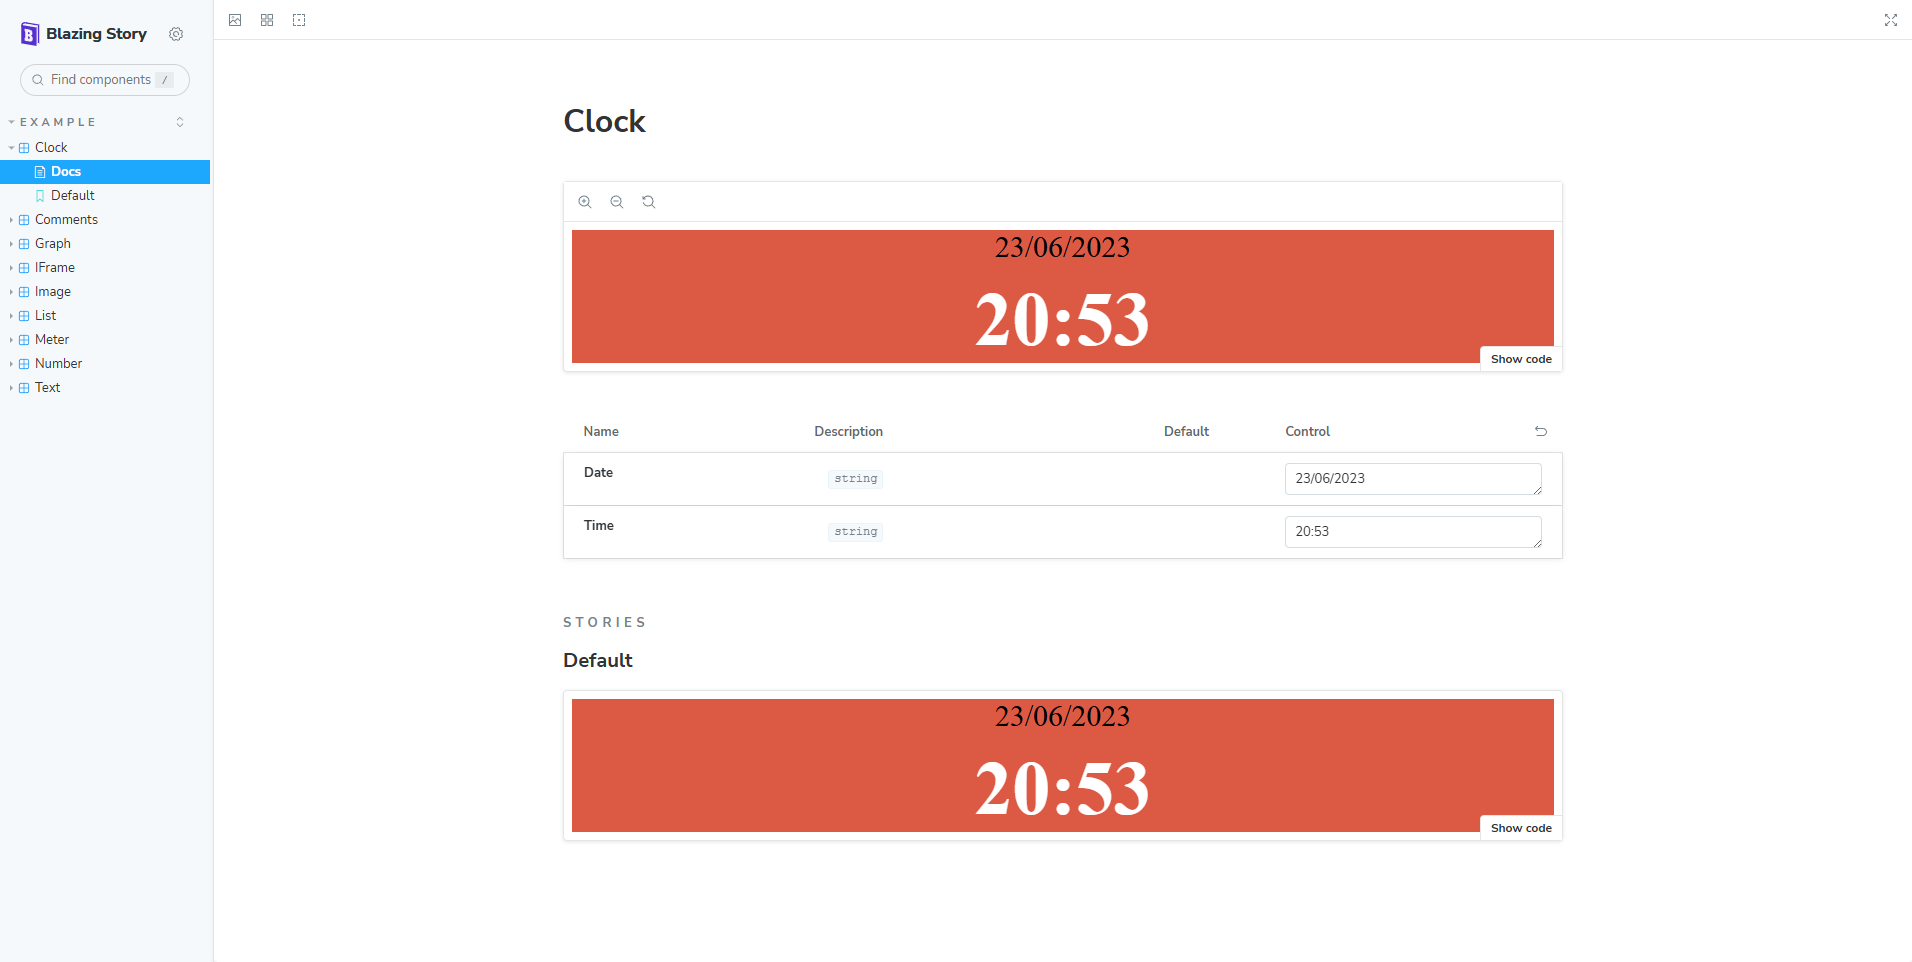 Blazing Story
Find components /
EXAMPLE
Clock
Docs
Default
Comments
Graph
IFrame
Image
List
Meter
Number
Text
Clock
23/06/2023
20:53
Show code
Name Description Default Control
Date string 23/06/2023
Time string 20:53
STORIES
Default
23/06/2023
20:53
Show code